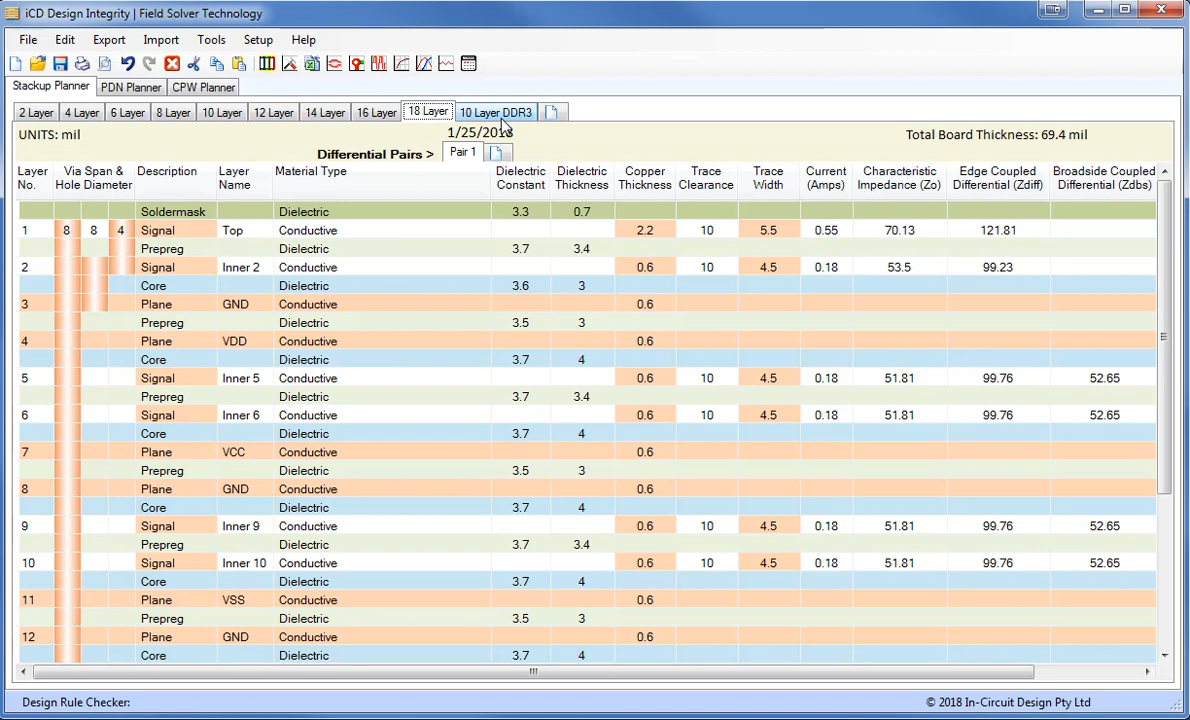 iCD Design Integrity | Field Solver Technology
File Edit Export Import Tools Setup Help
Stackup Planner PDN Planner CPW Planner
2 Layer 4 Layer 6 Layer 8 Layer 10 Layer 12 Layer 14 Layer 16 Layer 18 Layer 10 Layer DDR3
UNITS: mil 1/25/2018 Total Board Thickness: 69.4 mil
Differential Pairs > Pair 1
Layer Via Span & Description Layer Material Type Dielectric Dielectric Copper Trace Trace Current Characteristic Edge Coupled Broadside Coupled
No. Hole Diameter Name Constant Thickness Thickness Clearance Width (Amps) Impedance (Zo) Differential (Zdiff) Differential (Zdbs)
Soldermask Dielectric 3.3 0.7
1 8 8 4 Signal Top Conductive 2.2 10 5.5 0.55 70.13 121.81
Prepreg Dielectric 3.7 3.4
2 Signal Inner 2 Conductive 0.6 10 4.5 0.18 53.5 99.23
Core Dielectric 3.6 3
3 Plane GND Conductive 0.6
Prepreg Dielectric 3.5 3
4 Plane VDD Conductive 0.6
Core Dielectric 3.7 4
5 Signal Inner 5 Conductive 0.6 10 4.5 0.18 51.81 99.76 52.65
Prepreg Dielectric 3.7 3.4
6 Signal Inner 6 Conductive 0.6 10 4.5 0.18 51.81 99.76 52.65
Core Dielectric 3.7 4
7 Plane VCC Conductive 0.6
Prepreg Dielectric 3.5 3
8 Plane GND Conductive 0.6
Core Dielectric 3.7 4
9 Signal Inner 9 Conductive 0.6 10 4.5 0.18 51.81 99.76 52.65
Prepreg Dielectric 3.7 3.4
10 Signal Inner 10 Conductive 0.6 10 4.5 0.18 51.81 99.76 52.65
Core Dielectric 3.7 4
11 Plane VSS Conductive 0.6
Prepreg Dielectric 3.5 3
12 Plane GND Conductive 0.6
Core Dielectric 3.7 4
Design Rule Checker: © 2018 In-Circuit Design Pty Ltd